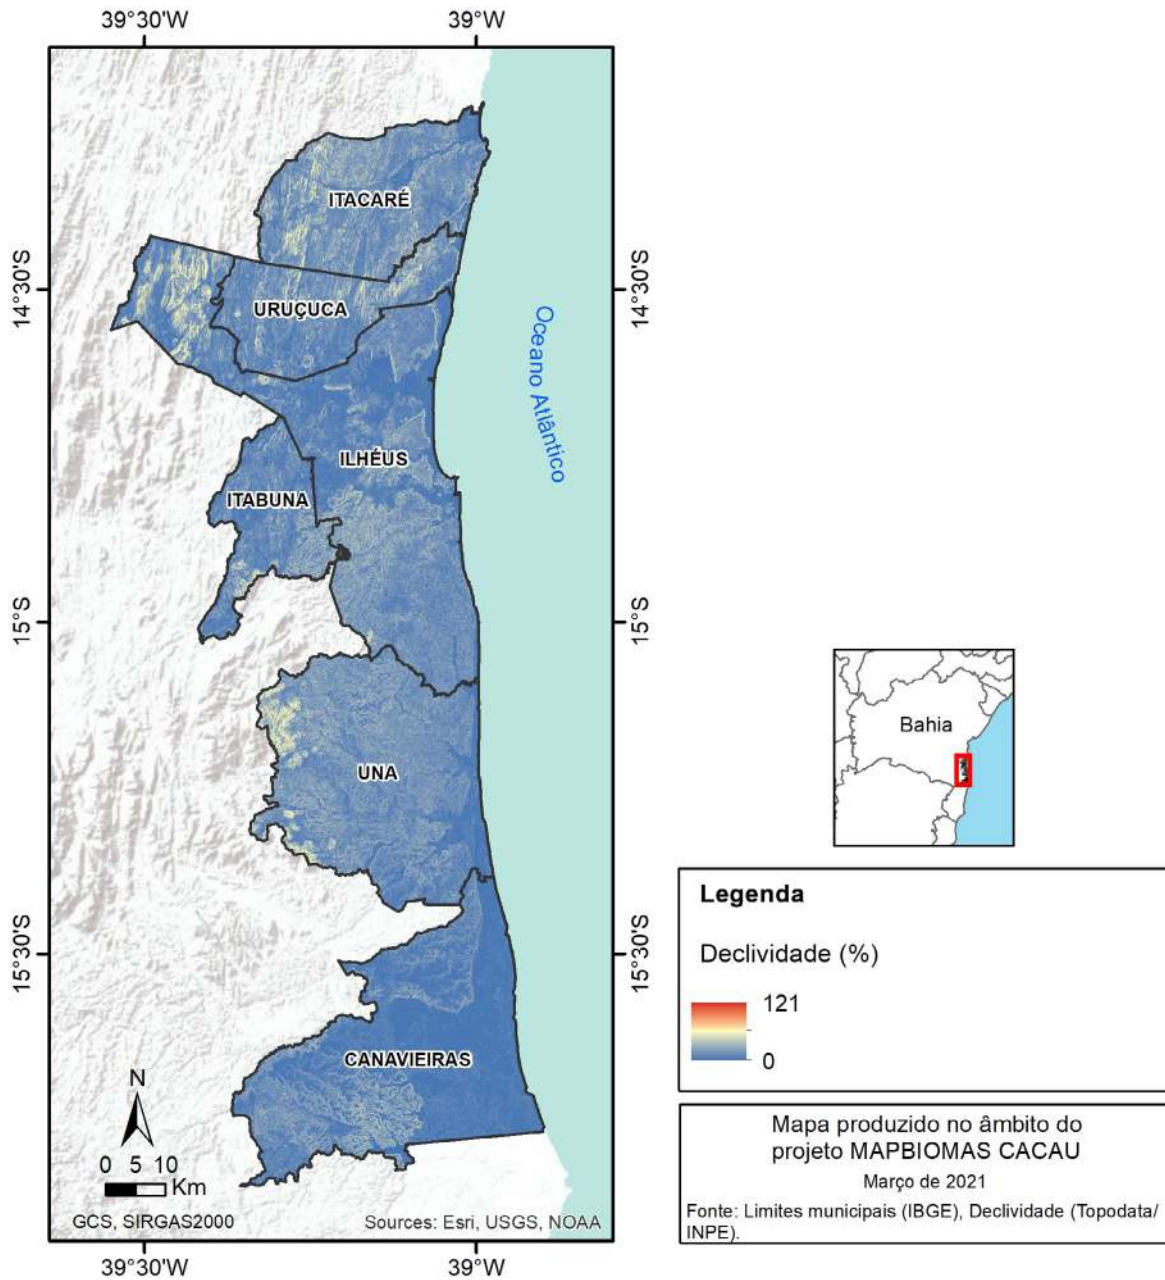 39°30'W 39°W
14°30'S 14°30'S
15°S 15°S
15°30'S 15°30'S
ITACARÉ
URUÇUCA
Oceano Atlântico
ILHÉUS
ITABUNA
UNA
CANAVIEIRAS
N
0 5 10
Km
GCS, SIRGAS2000
Sources: Esri, USGS, NOAA
39°30'W 39°W
Bahia
Legenda
Declividade (%)
121
0
Mapa produzido no âmbito do
projeto MAPBIOMAS CACAU
Março de 2021
Fonte: Limites municipais (IBGE), Declividade (Topodata/
INPE).